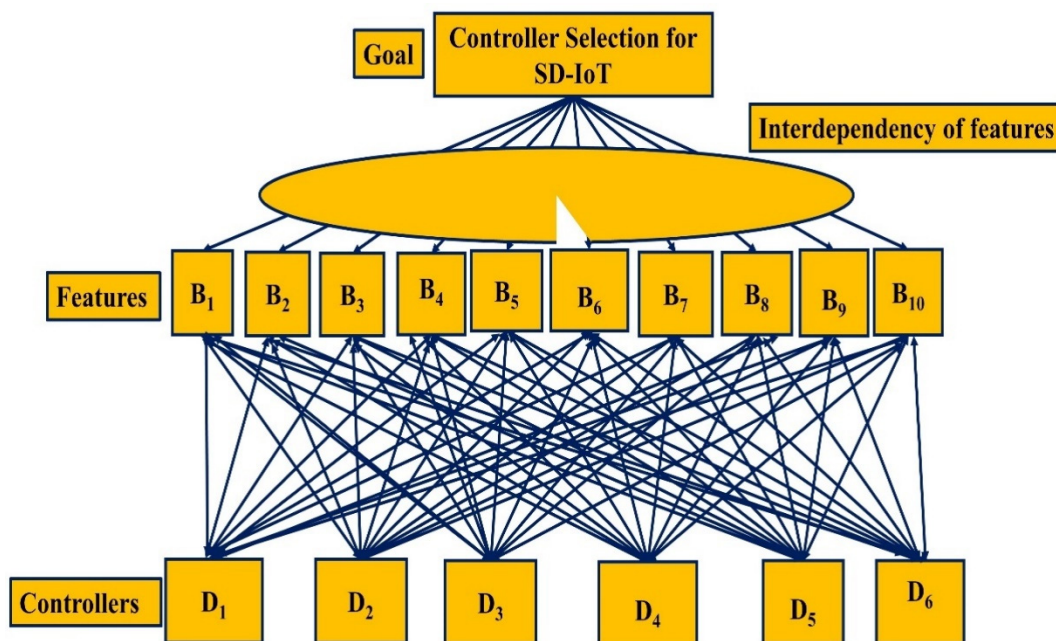 Goal
Controller Selection for
SD-IoT
Interdependency of features
Features
B₁
B₂
B₃
B₄
B₅
B₆
B₇
B₈
B₉
B₁₀
Controllers
D₁
D₂
D₃
D₄
D₅
D₆